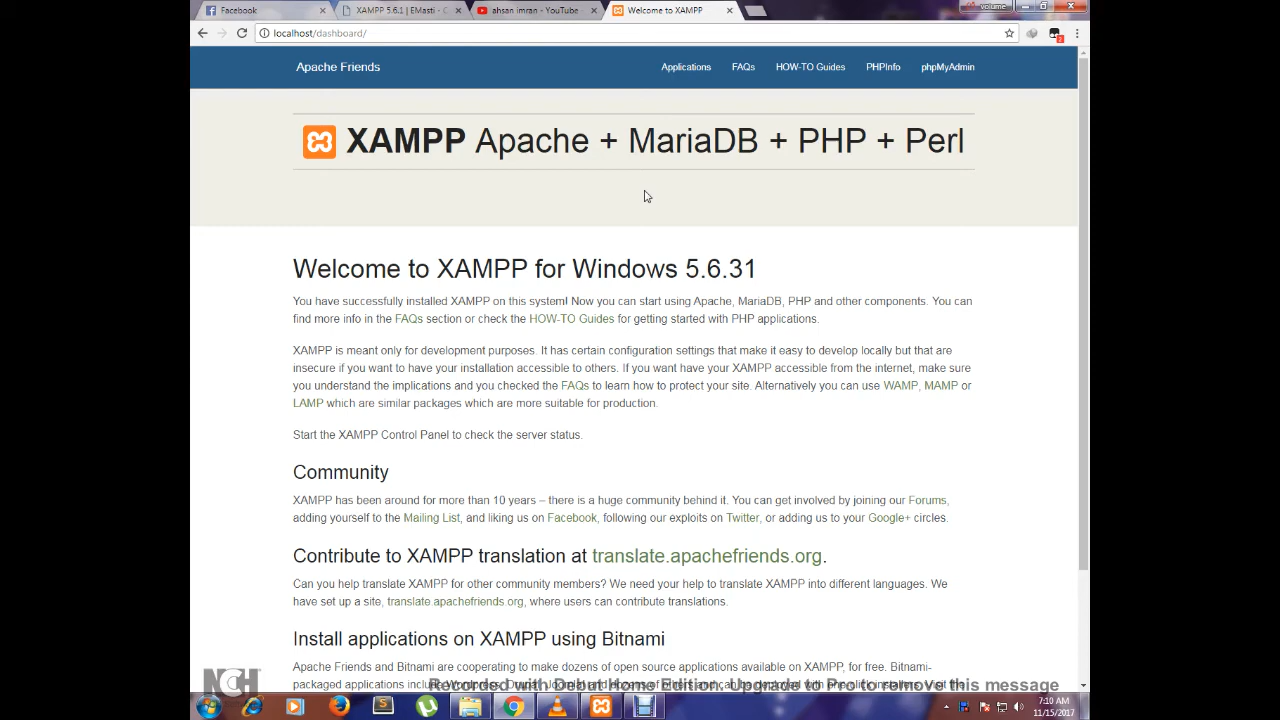 Facebook
XAMPP 5.6.1 | EMasti - C
ahsan imran - YouTube
Welcome to XAMPP
volume
localhost/dashboard/
Apache Friends
Applications
FAQs
HOW-TO Guides
PHPInfo
phpMyAdmin
XAMPP Apache + MariaDB + PHP + Perl
Welcome to XAMPP for Windows 5.6.31
You have successfully installed XAMPP on this system! Now you can start using Apache, MariaDB, PHP and other components. You can
find more info in the FAQs section or check the HOW-TO Guides for getting started with PHP applications.
XAMPP is meant only for development purposes. It has certain configuration settings that make it easy to develop locally but that are
insecure if you want to have your installation accessible to others. If you want have your XAMPP accessible from the internet, make sure
you understand the implications and you checked the FAQs to learn how to protect your site. Alternatively you can use WAMP, MAMP or
LAMP which are similar packages which are more suitable for production.
Start the XAMPP Control Panel to check the server status.
Community
XAMPP has been around for more than 10 years – there is a huge community behind it. You can get involved by joining our Forums,
adding yourself to the Mailing List, and liking us on Facebook, following our exploits on Twitter, or adding us to your Google+ circles.
Contribute to XAMPP translation at translate.apachefriends.org.
Can you help translate XAMPP for other community members? We need your help to translate XAMPP into different languages. We
have set up a site, translate.apachefriends.org, where users can contribute translations.
Install applications on XAMPP using Bitnami
Apache Friends and Bitnami are cooperating to make dozens of open source applications available on XAMPP, for free. Bitnami-
packaged applications include
NCH
Recorded with Debut Home Edition. Upgrade to Pro to remove this message
7:10 AM
11/15/2017